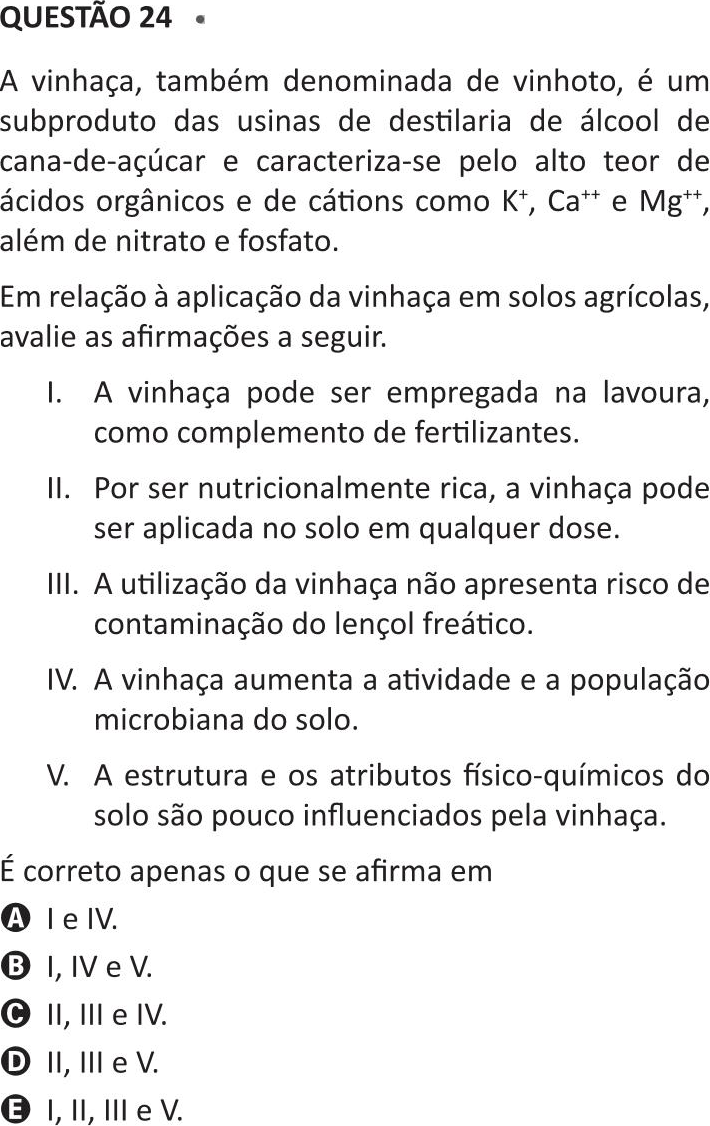 QUESTÃO 24
A vinhaça, também denominada de vinhoto, é um
subproduto das usinas de destilaria de álcool de
cana-de-açúcar e caracteriza-se pelo alto teor de
ácidos orgânicos e de cátions como K⁺, Ca⁺⁺ e Mg⁺⁺,
além de nitrato e fosfato.
Em relação à aplicação da vinhaça em solos agrícolas,
avalie as afirmações a seguir.
I. A vinhaça pode ser empregada na lavoura,
como complemento de fertilizantes.
II. Por ser nutricionalmente rica, a vinhaça pode
ser aplicada no solo em qualquer dose.
III. A utilização da vinhaça não apresenta risco de
contaminação do lençol freático.
IV. A vinhaça aumenta a atividade e a população
microbiana do solo.
V. A estrutura e os atributos físico-químicos do
solo são pouco influenciados pela vinhaça.
É correto apenas o que se afirma em
A I e IV.
B I, IV e V.
C II, III e IV.
D II, III e V.
E I, II, III e V.